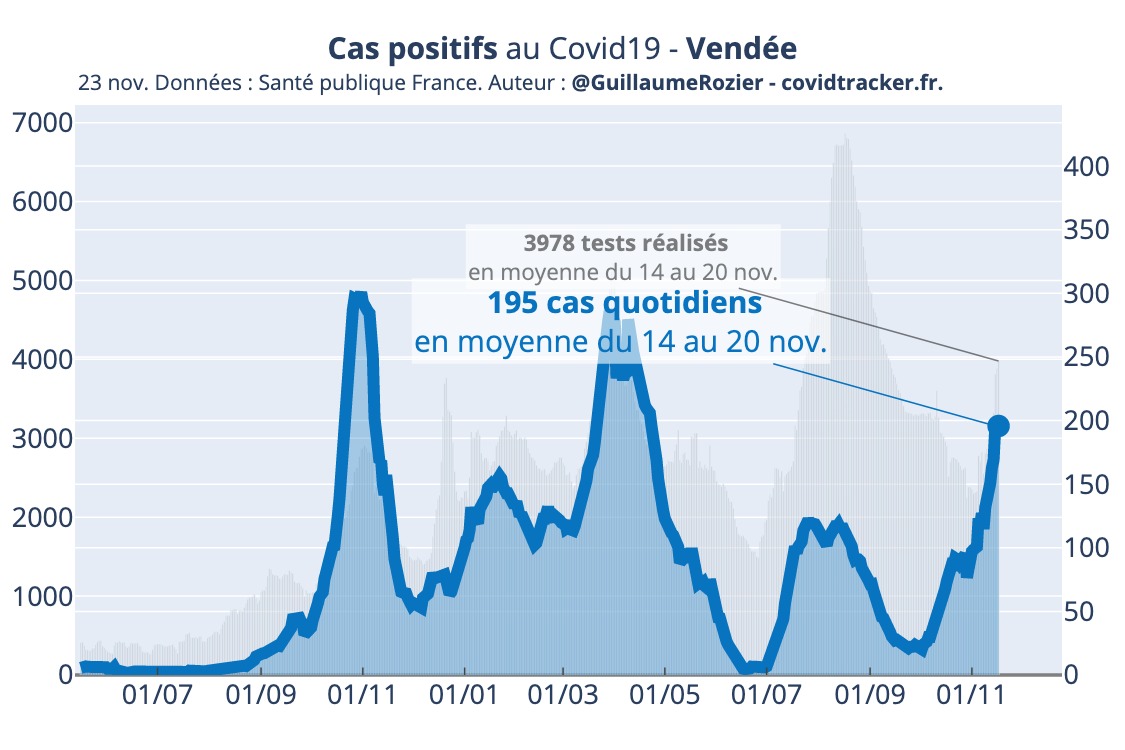 Cas positifs au Covid19 - Vendée
23 nov. Données : Santé publique France. Auteur : @GuillaumeRozier - covidtracker.fr.
7000
6000
5000
4000
3000
2000
1000
0
400
350
300
250
200
150
100
50
0
3978 tests réalisés
en moyenne du 14 au 20 nov.
195 cas quotidiens
en moyenne du 14 au 20 nov.
01/07 01/09 01/11 01/01 01/03 01/05 01/07 01/09 01/11